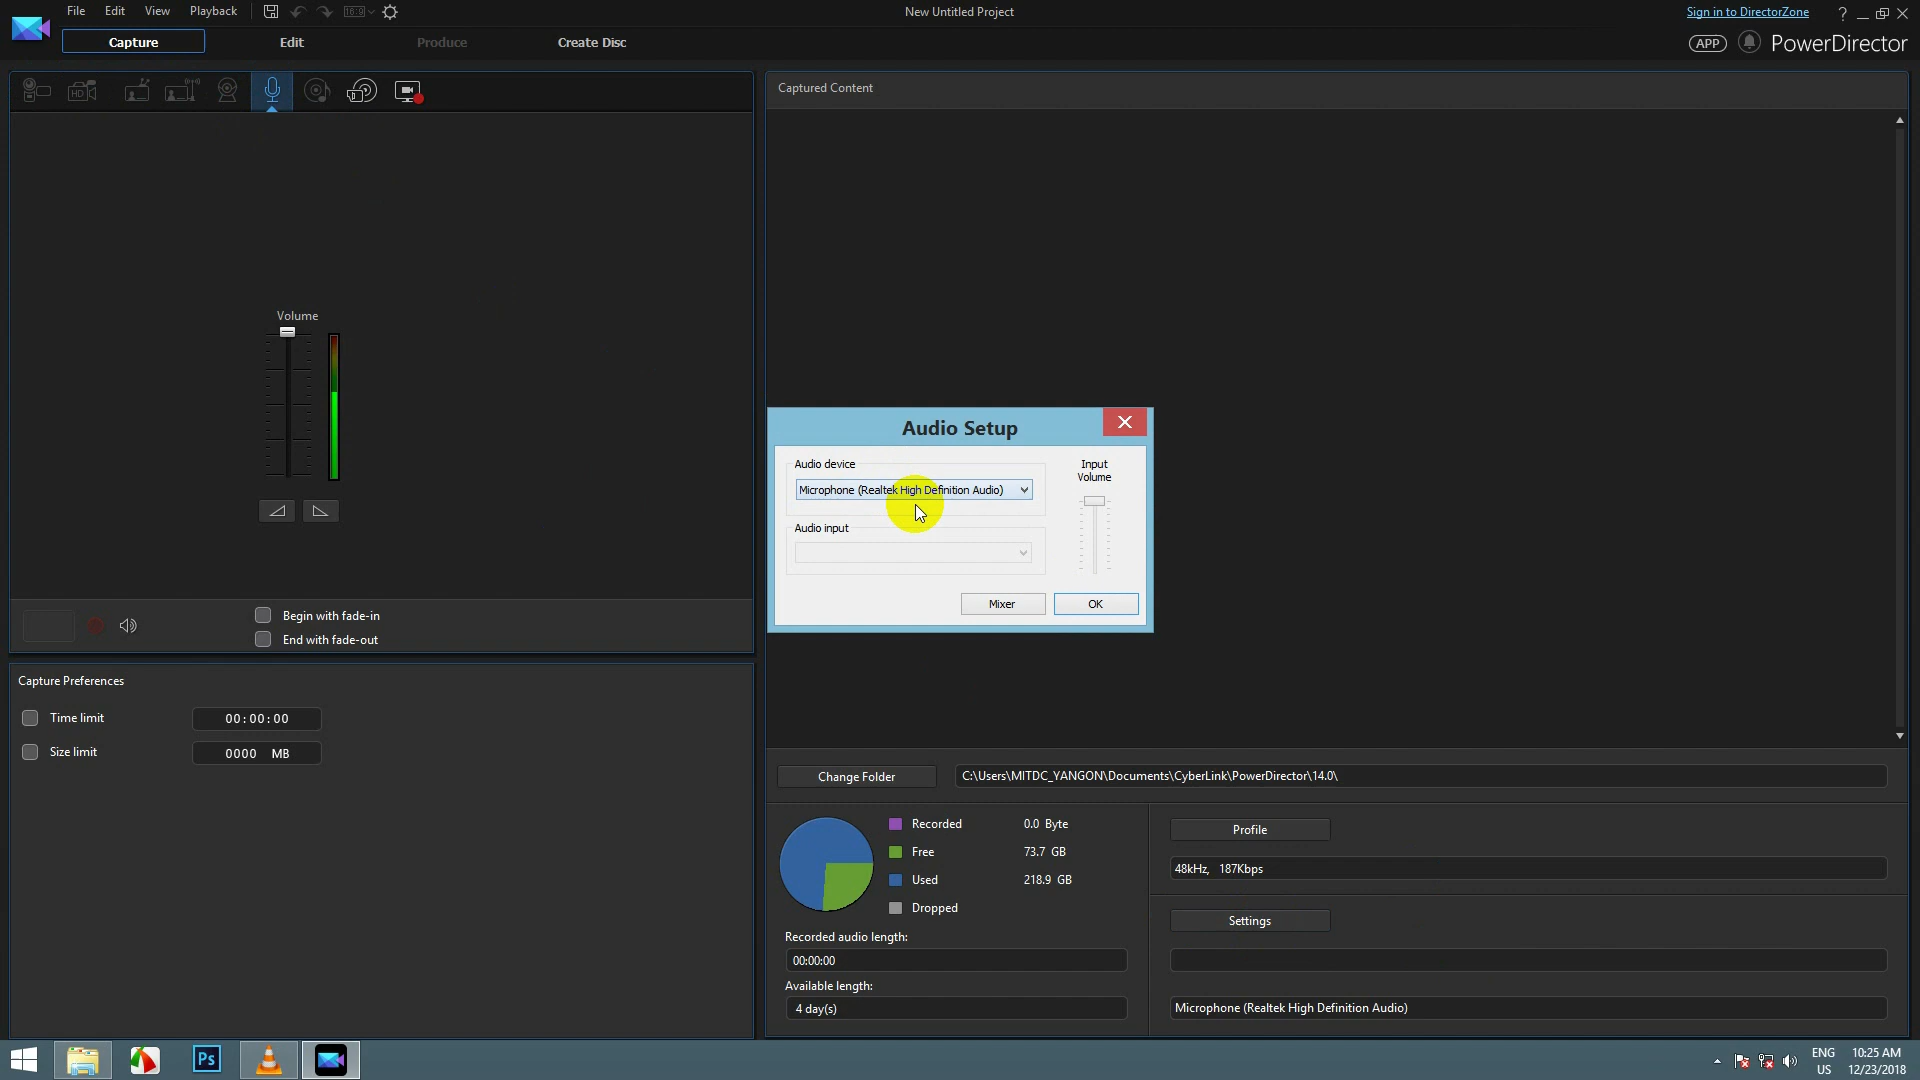 File Edit View Playback 16:9 New Untitled Project Sign in to DirectorZone ?
Capture Edit Produce Create Disc APP PowerDirector
HD
Captured Content
Volume
Audio Setup
Audio device
Microphone (Realtek High Definition Audio)
Input
Volume
Audio input
Mixer OK
Begin with fade-in
End with fade-out
Capture Preferences
Time limit 00:00:00
Size limit 0000 MB
Change Folder C:\Users\MITDC_YANGON\Documents\CyberLink\PowerDirector\14.0\
Recorded 0.0 Byte
Free 73.7 GB
Used 218.9 GB
Dropped
Recorded audio length:
00:00:00
Available length:
4 day(s)
Profile
48kHz, 187Kbps
Settings
Microphone (Realtek High Definition Audio)
Ps
ENG
US
10:25 AM
12/23/2018